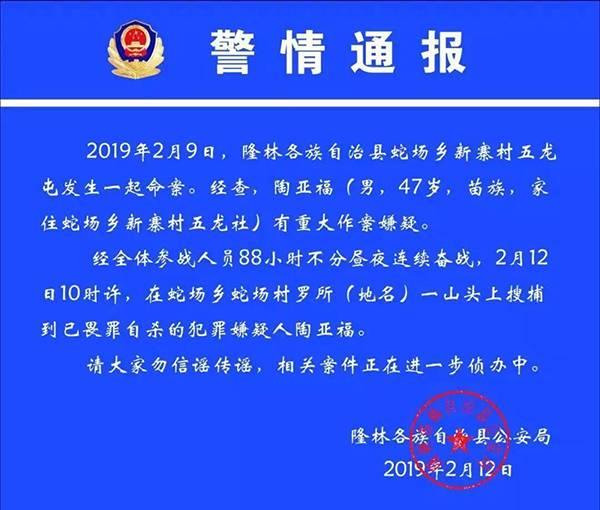 警情通报
2019年2月9日，隆林各族自治县蛇场乡新寨村五龙
屯发生一起命案。经查，陶亚福（男，47岁，苗族，家
住蛇场乡新寨村五龙社）有重大作案嫌疑。
经全体参战人员88小时不分昼夜连续奋战，2月12
日10时许，在蛇场乡蛇场村罗所（地名）一山头上搜捕
到已畏罪自杀的犯罪嫌疑人陶亚福。
请大家勿信谣传谣，相关案件正在进一步侦办中。
隆林各族自治县公安局
2019年2月12日